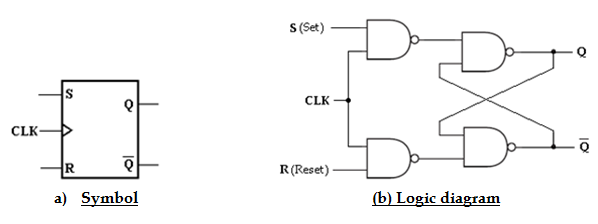 S
Q
CLK
R
Q̅
a) Symbol
S (Set)
Q
CLK
Q̅
R (Reset)
(b) Logic diagram